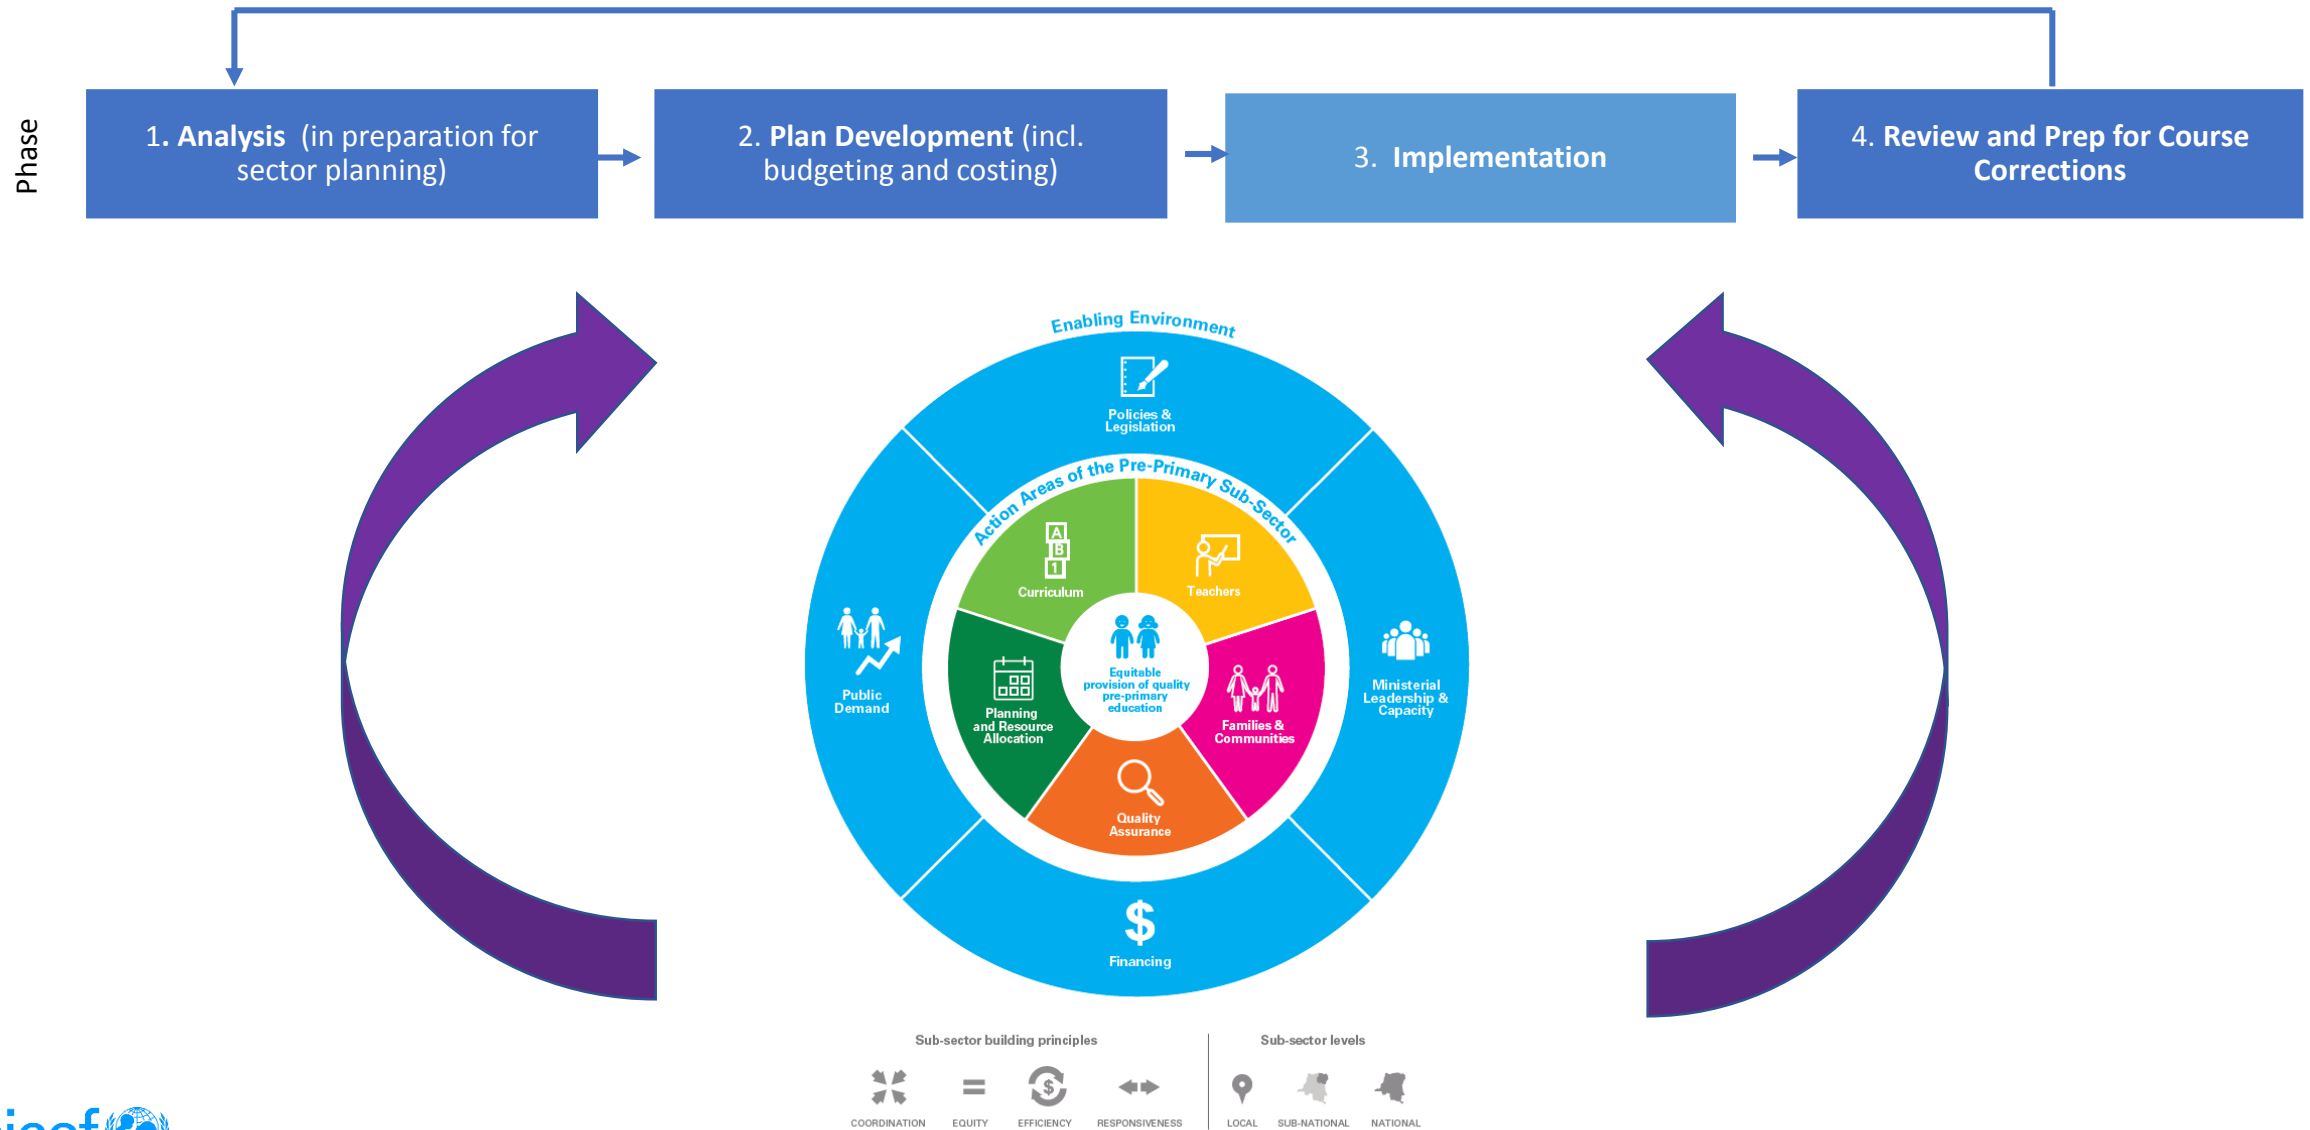 Phase
1. Analysis (in preparation for
sector planning)
2. Plan Development (incl.
budgeting and costing)
3. Implementation
4. Review and Prep for Course
Corrections
Enabling Environment
Policies &
Legislation
Action Areas of the Pre-Primary Sub-Sector
A
B
1
Curriculum
Teachers
Public
Demand
Planning
and Resource
Allocation
Equitable
provision of quality
pre-primary
education
Families &
Communities
Ministerial
Leadership &
Capacity
Quality
Assurance
$
Financing
Sub-sector building principles
Sub-sector levels
$
COORDINATION
EQUITY
EFFICIENCY
RESPONSIVENESS
LOCAL
SUB-NATIONAL
NATIONAL